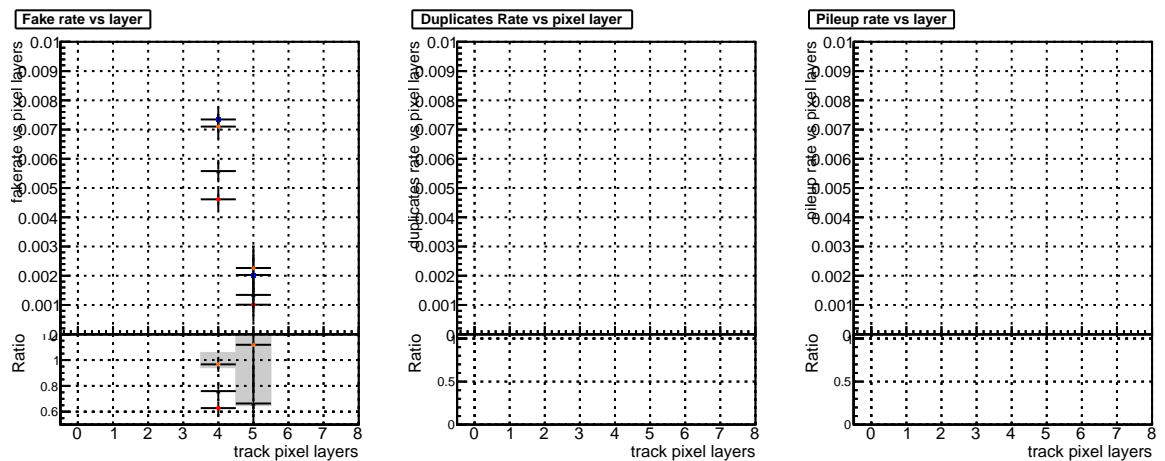 Fake rate vs layer
fakerate vs pixel layers
0.01
0.009
0.008
0.007
0.006
0.005
0.004
0.003
0.002
0.001
0
Ratio
1
0.8
0.6
0 1 2 3 4 5 6 7 8
track pixel layers
Duplicates Rate vs pixel layer
duplicates rate vs pixel layers
0.01
0.009
0.008
0.007
0.006
0.005
0.004
0.003
0.002
0.001
0
Ratio
1
0.5
0
0 1 2 3 4 5 6 7 8
track pixel layers
Pileup rate vs layer
pileup rate vs pixel layers
0.01
0.009
0.008
0.007
0.006
0.005
0.004
0.003
0.002
0.001
0
Ratio
1
0.5
0
0 1 2 3 4 5 6 7 8
track pixel layers